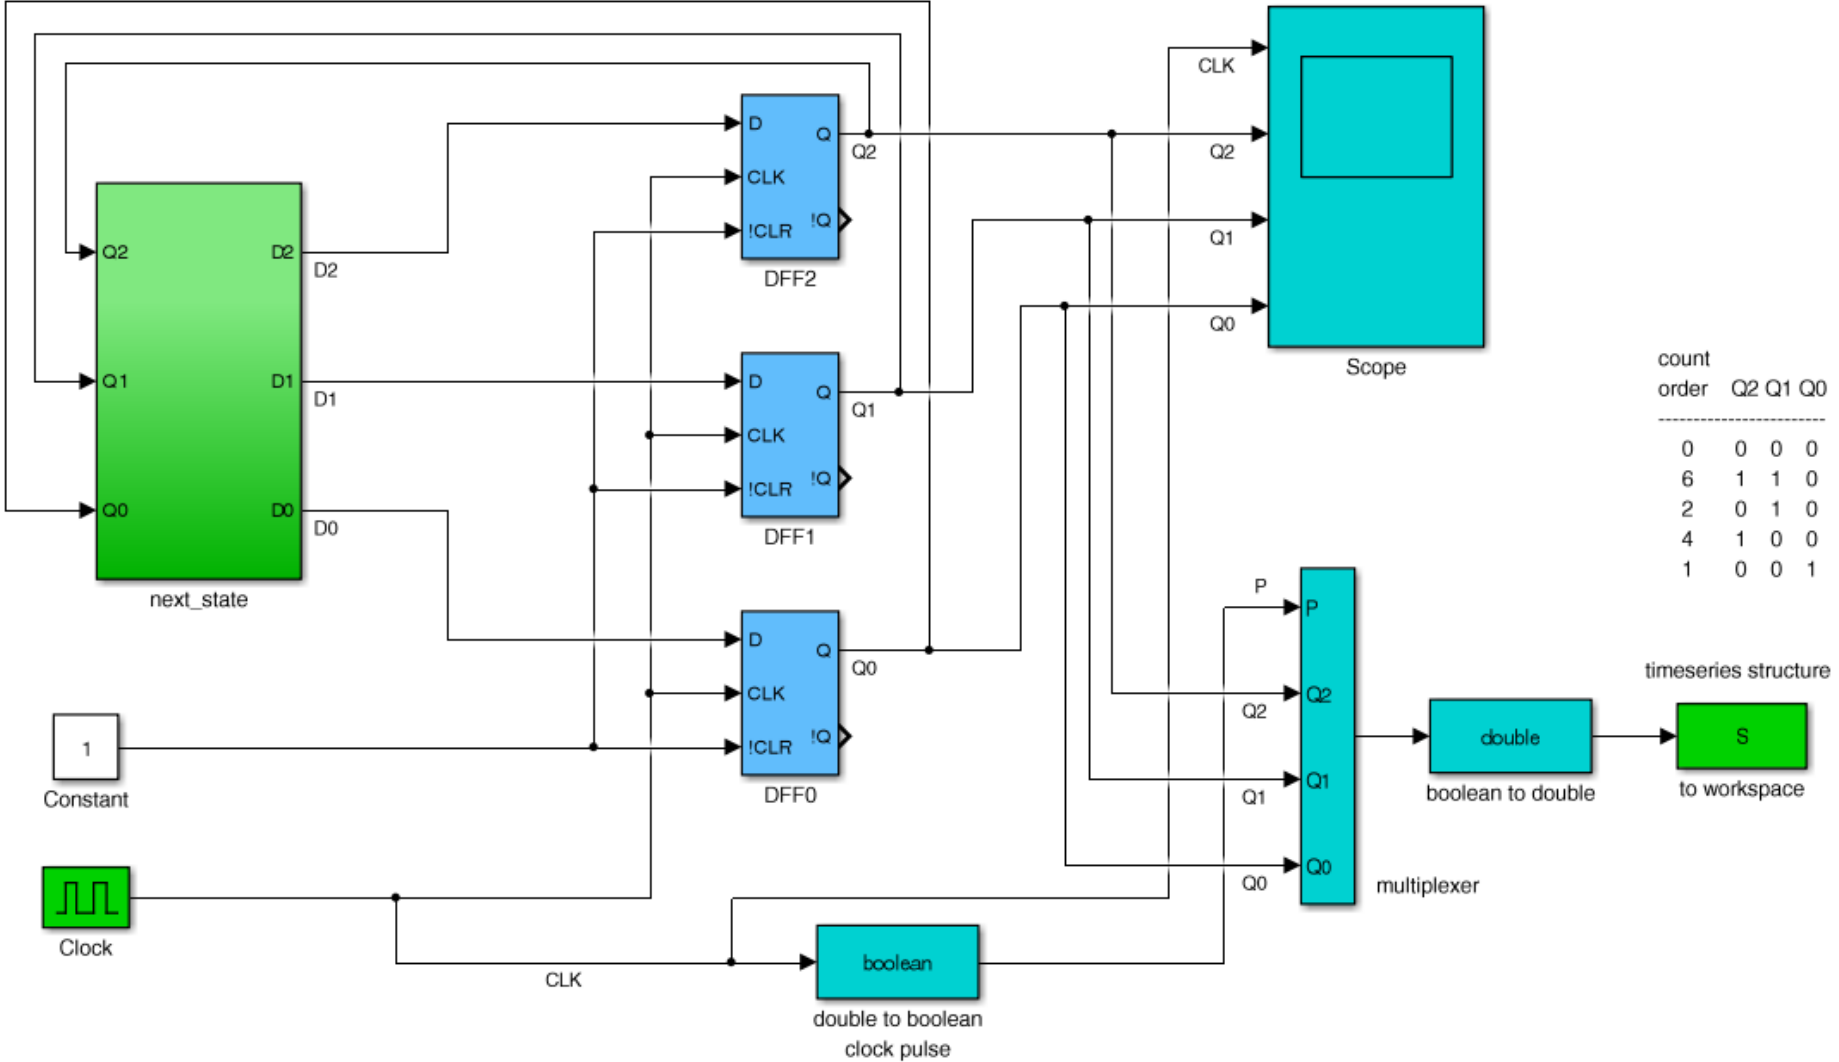 CLK
Q2
Q1
Q0
Scope
D
CLK
!CLR
Q
!Q
Q2
DFF2
Q2
Q1
Q0
D2
D1
D0
D2
D1
D0
next_state
D
CLK
!CLR
Q
!Q
Q1
DFF1
D
CLK
!CLR
Q
!Q
Q0
DFF0
count
order Q2 Q1 Q0
-------------------------
0 0 0 0
6 1 1 0
2 0 1 0
4 1 0 0
1 0 0 1
1
Constant
Clock
CLK
boolean
double to boolean
clock pulse
P
Q2
Q1
Q0
P
Q2
Q1
Q0
multiplexer
double
boolean to double
timeseries structure
S
to workspace